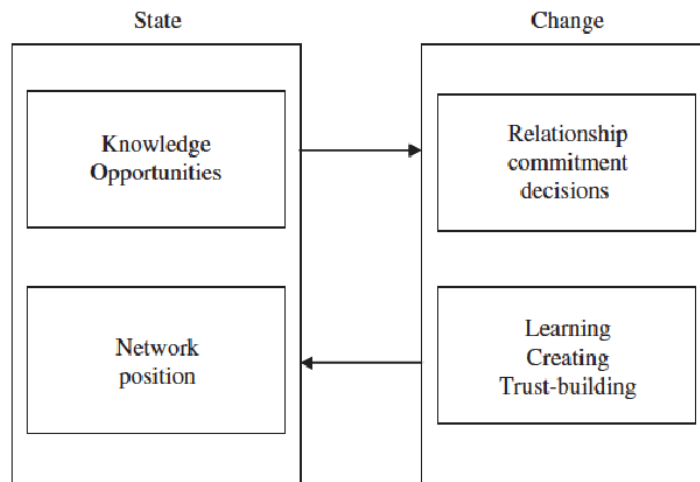 State
Change
Knowledge
Opportunities
Relationship
commitment
decisions
Network
position
Learning
Creating
Trust-building